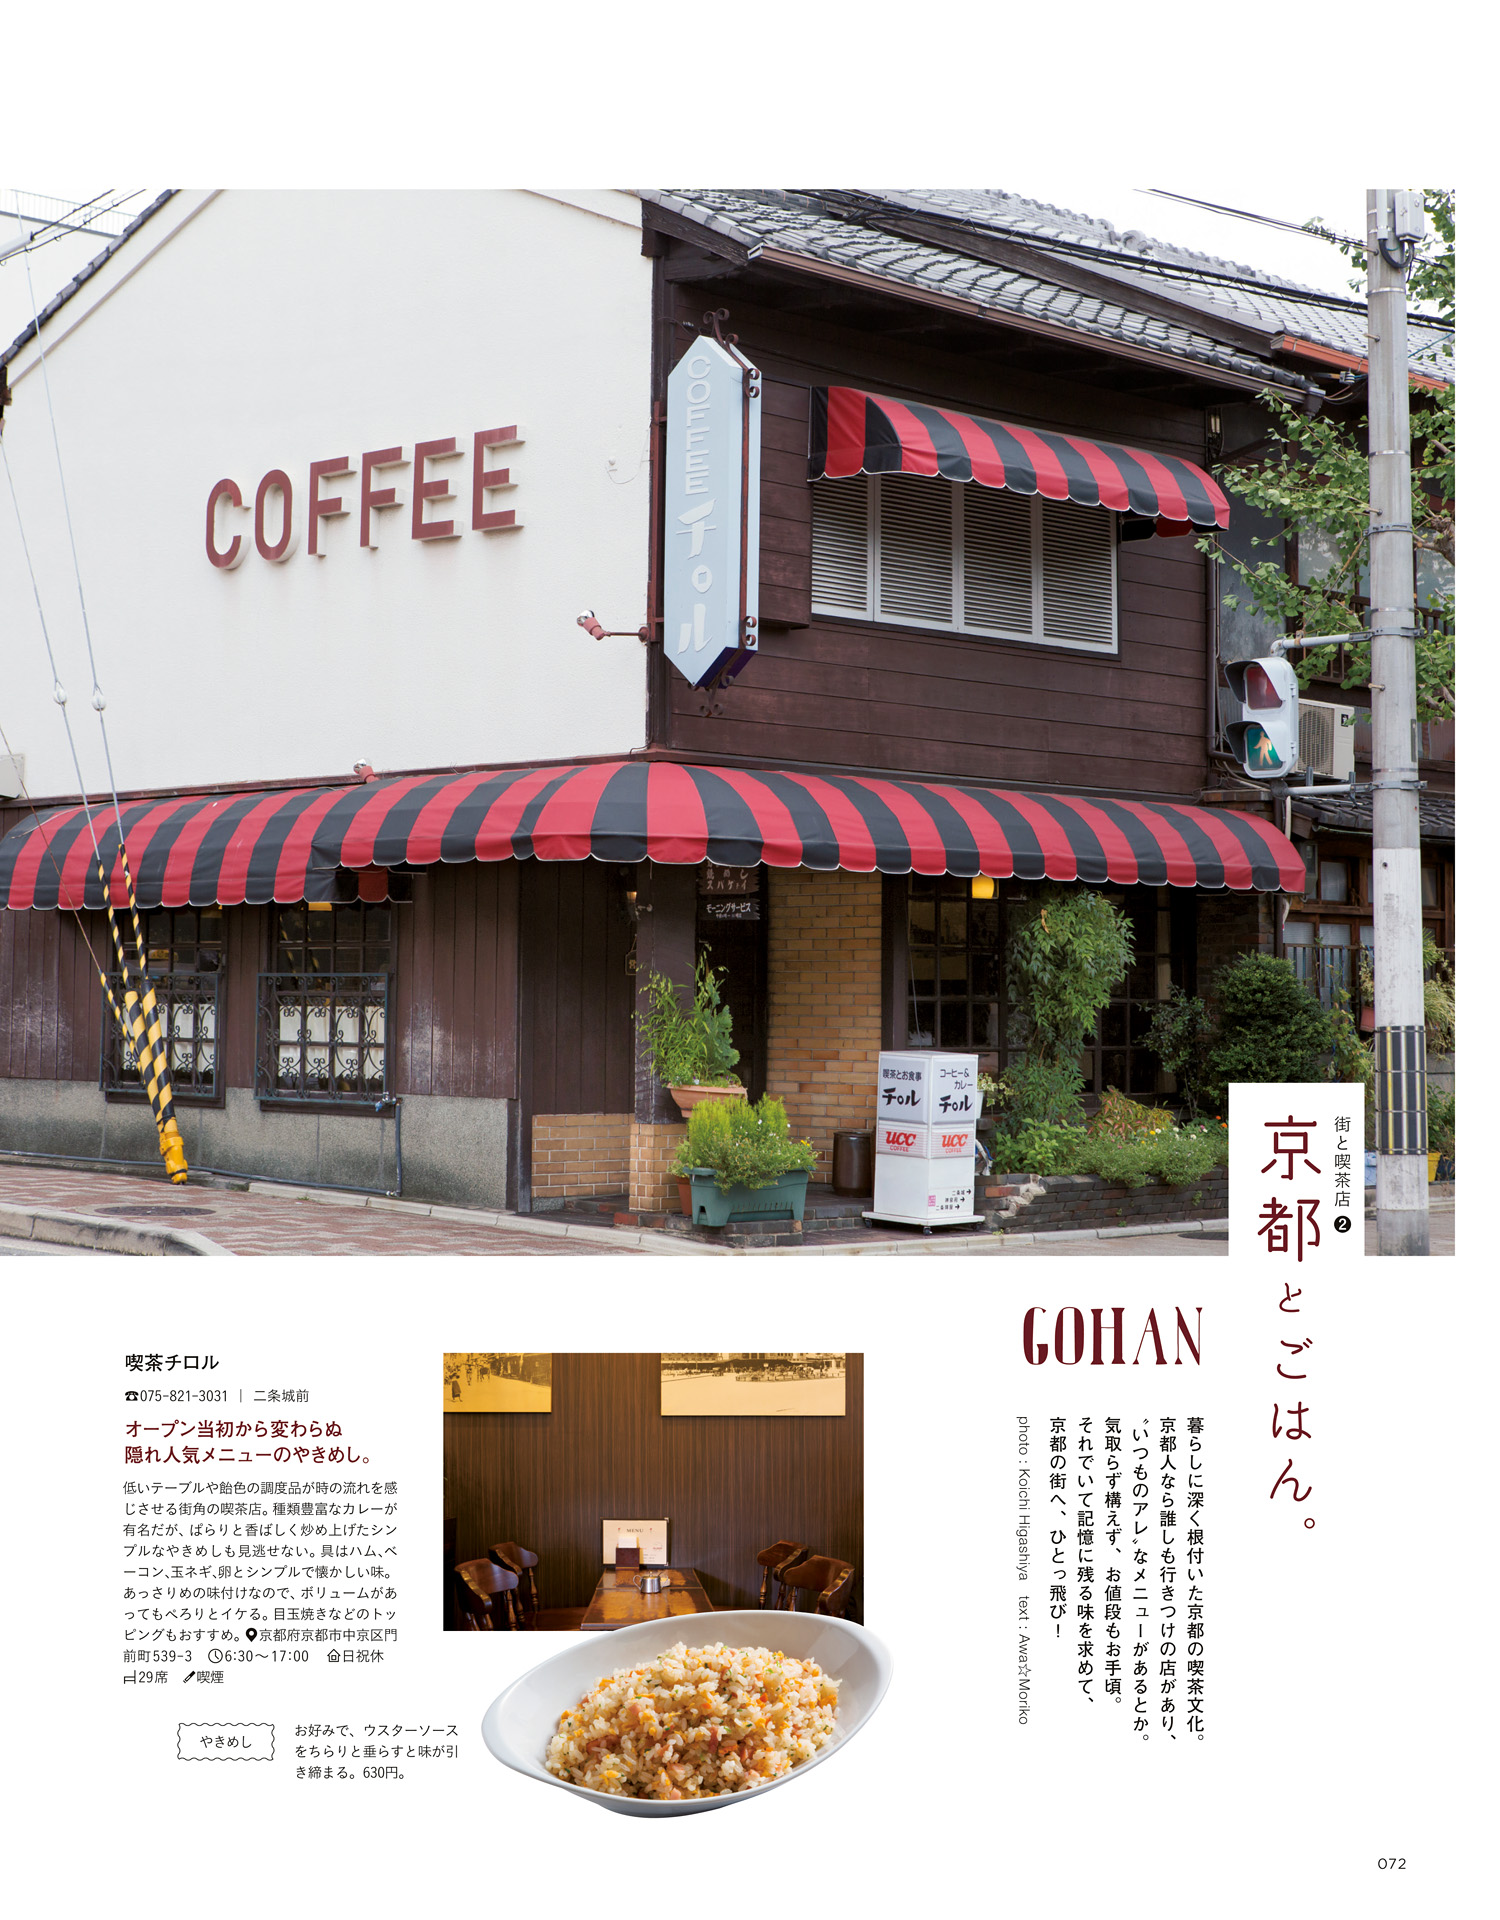 COFFEE
COFFEE チロル
スパゲティ
モーニングサービス
喫茶とお食事
チロル
UCC
COFFEE
コーヒー&
カレー
チロル
UCC
COFFEE
二条城→
神泉苑→
二条陣屋→
街と喫茶店❷
京都とごはん。
GOHAN
暮らしに深く根付いた京都の喫茶文化。
京都人なら誰しも行きつけの店があり、
〝いつものアレ〟なメニューがあるとか。
気取らず構えず、お値段もお手頃。
それでいて記憶に残る味を求めて、
京都の街へ、ひとっ飛び！
photo : Koichi Higashiya text : Awa☆Moriko
喫茶チロル
☎075-821-3031 | 二条城前
オープン当初から変わらぬ
隠れ人気メニューのやきめし。
低いテーブルや飴色の調度品が時の流れを感
じさせる街角の喫茶店。種類豊富なカレーが
有名だが、ぱらりと香ばしく炒め上げたシン
プルなやきめしも見逃せない。具はハム、ベ
ーコン、玉ネギ、卵とシンプルで懐かしい味。
あっさりめの味付けなので、ボリュームがあ
ってもぺろりとイケる。目玉焼きなどのトッ
ピングもおすすめ。京都府京都市中京区門
前町539-3 6:30〜17:00 日祝休
29席 喫煙
MENU
やきめし
お好みで、ウスターソース
をちらりと垂らすと味が引
き締まる。630円。
072